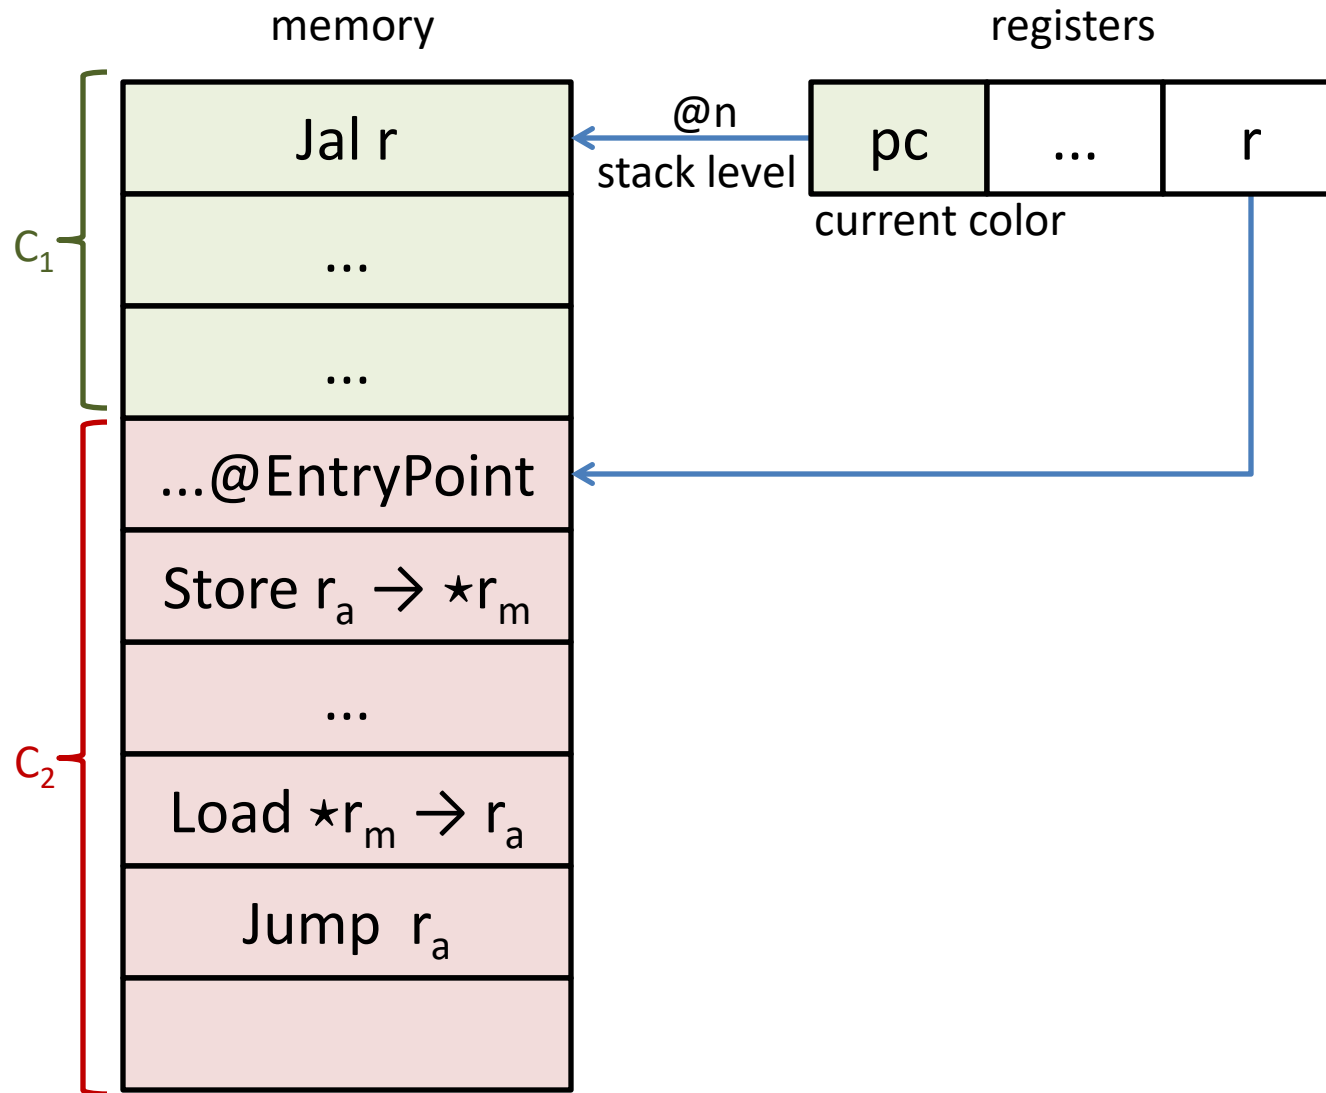 memory
registers
Jal r
@n
stack level
pc
...
r
current color
C₁
...
...
...@EntryPoint
Store rₐ → ⋆rₘ
...
C₂
Load ⋆rₘ → rₐ
Jump rₐ